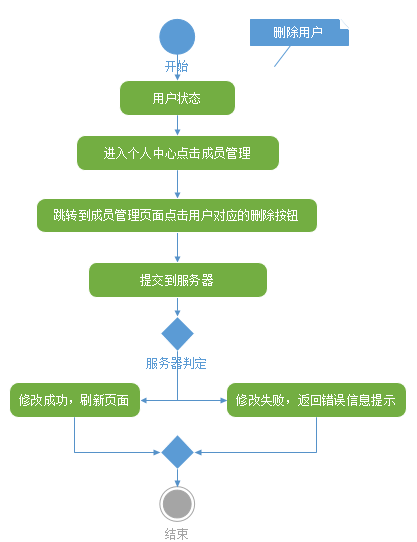 删除用户
开始
用户状态
进入个人中心点击成员管理
跳转到成员管理页面点击用户对应的删除按钮
提交到服务器
服务器判定
修改成功，刷新页面
修改失败，返回错误信息提示
结束